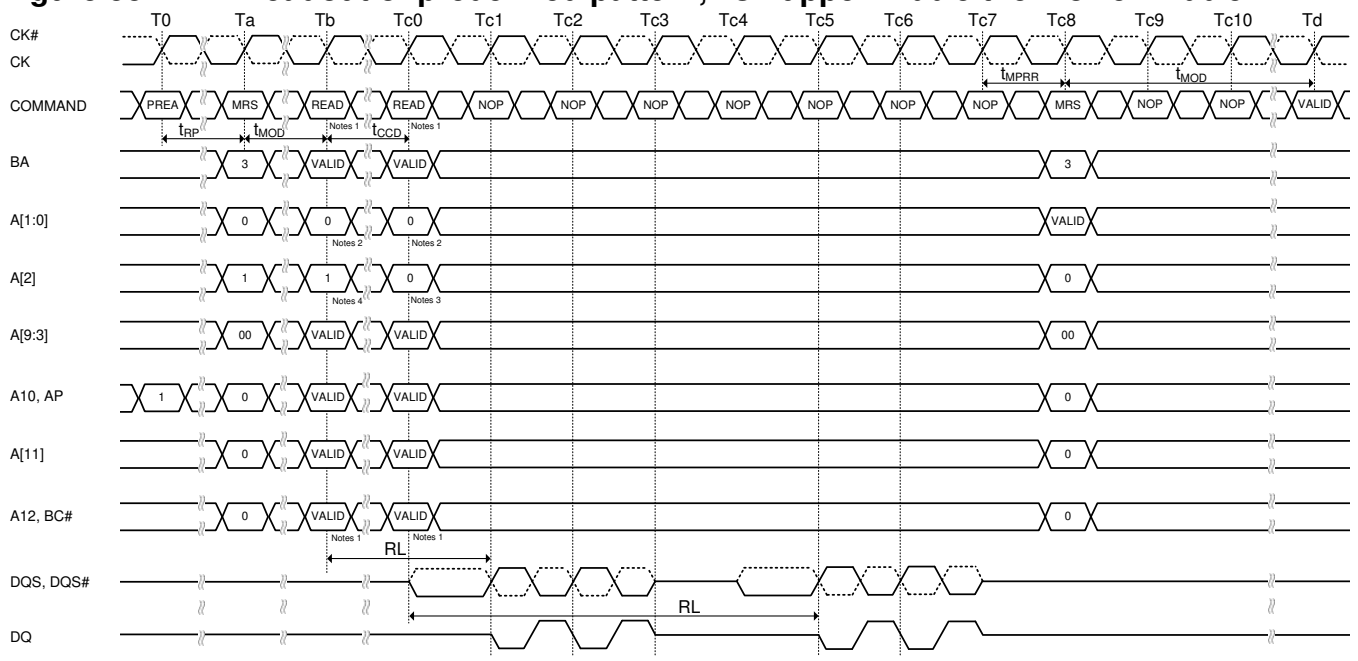 Figure predefined pattern, upper
T0 Ta Tb Tc0 Tc1 Tc2 Tc3 Tc4 Tc5 Tc6 Tc7 Tc8 Tc9 Tc10 Td
CK#
CK
tMPRR tMOD
COMMAND PREA MRS READ READ NOP NOP NOP NOP NOP NOP NOP MRS NOP NOP VALID
Notes 1 Notes 1
tRP tMOD tCCD
BA 3 VALID VALID 3
A[1:0] 0 0 0 VALID
Notes 2 Notes 2
A[2] 1 1 0 0
Notes 4 Notes 3
A[9:3] 00 VALID VALID 00
A10, AP 1 0 VALID VALID 0
A[11] 0 VALID VALID 0
A12, BC# 0 VALID VALID 0
Notes 1 Notes 1
RL
DQS, DQS#
RL
DQ